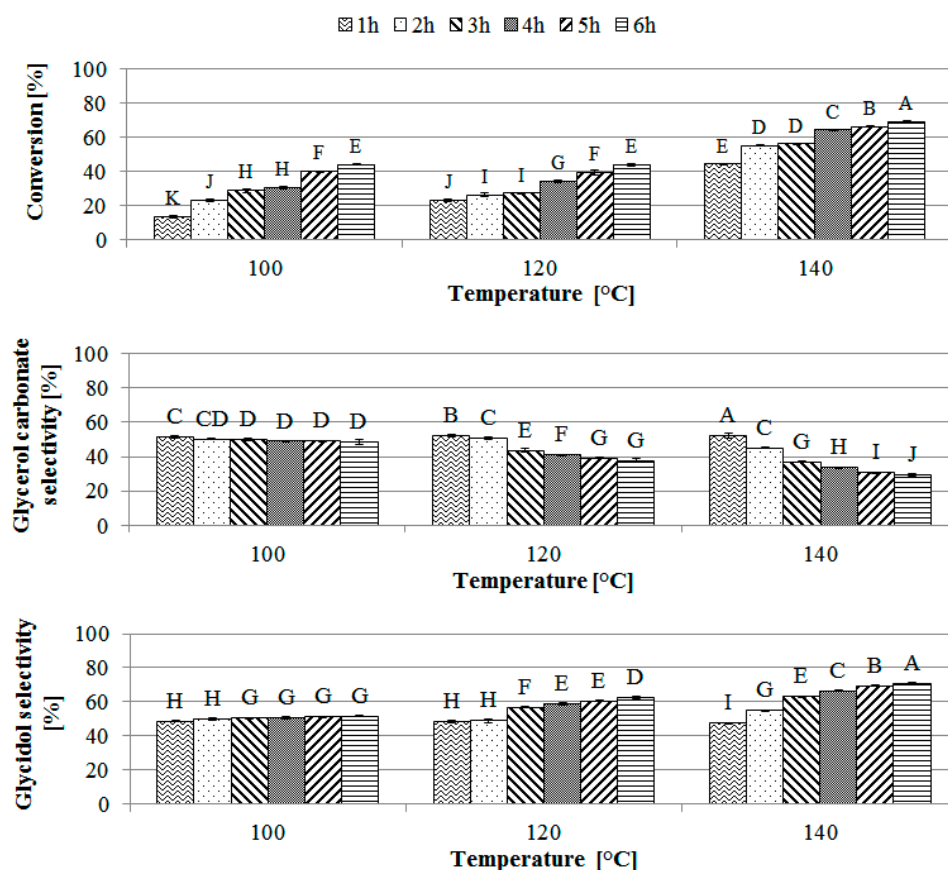 1h 2h 3h 4h 5h 6h
Conversion [%]
100
80
60
40
20
0
K J H H F E
J I I G F E
E D D C B A
100 120 140
Temperature [°C]
Glycerol carbonate
selectivity [%]
100
80
60
40
20
0
C CD D D D D
B C E F G G
A C G H I J
100 120 140
Temperature [°C]
Glycidol selectivity
[%]
100
80
60
40
20
0
H H G G G G
H H F E E D
I G E C B A
100 120 140
Temperature [°C]